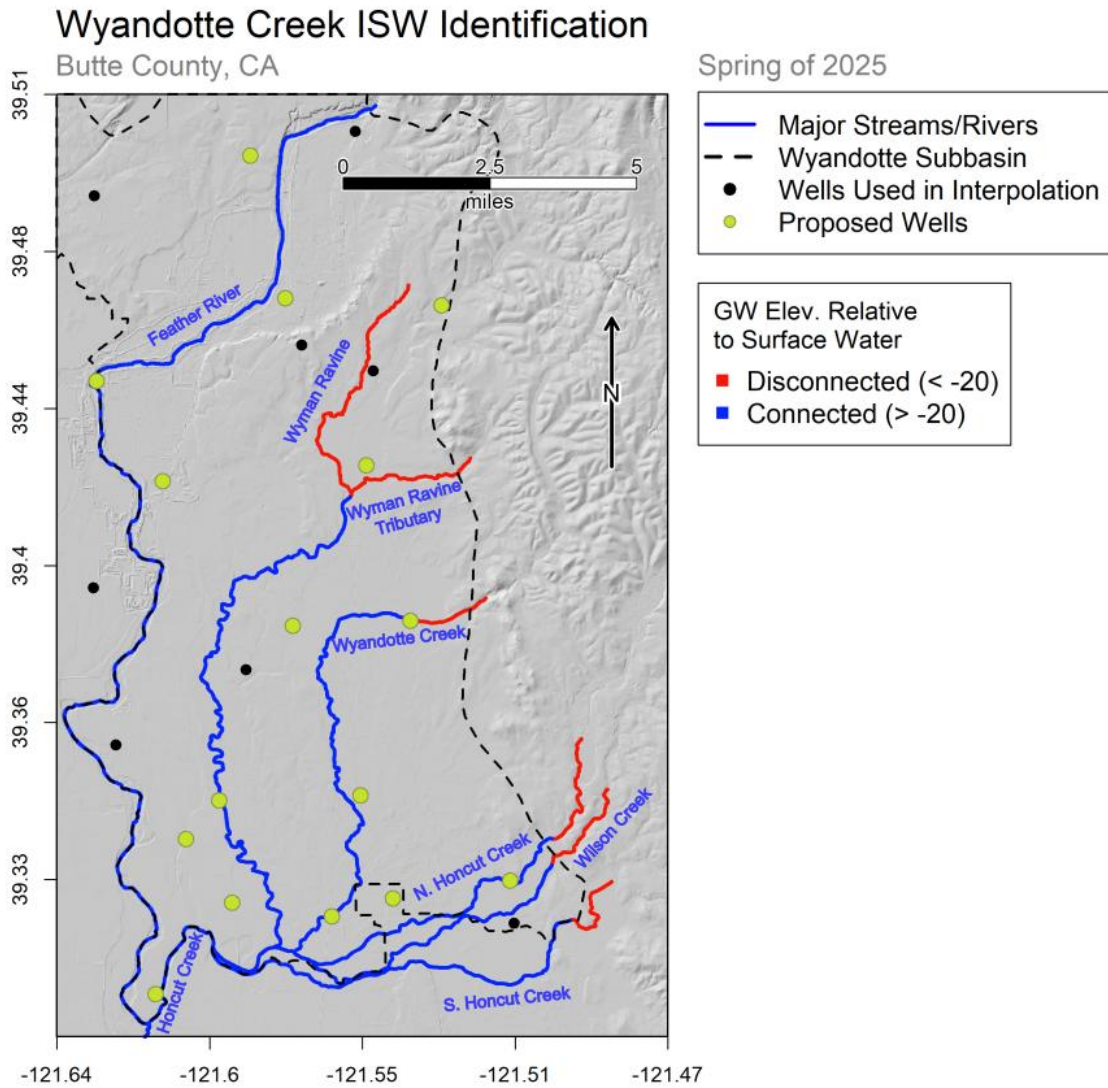 Wyandotte Creek ISW Identification
Butte County, CA
Spring of 2025
39.51
39.48
39.44
39.4
39.36
39.33
-121.64
-121.6
-121.55
-121.51
-121.47
0
2.5
5
miles
N
Feather River
Wyman Ravine
Wyman Ravine
Tributary
Wyandotte Creek
N. Honcut Creek
Wilson Creek
S. Honcut Creek
Honcut Creek
Major Streams/Rivers
Wyandotte Subbasin
Wells Used in Interpolation
Proposed Wells
GW Elev. Relative
to Surface Water
Disconnected (< -20)
Connected (> -20)